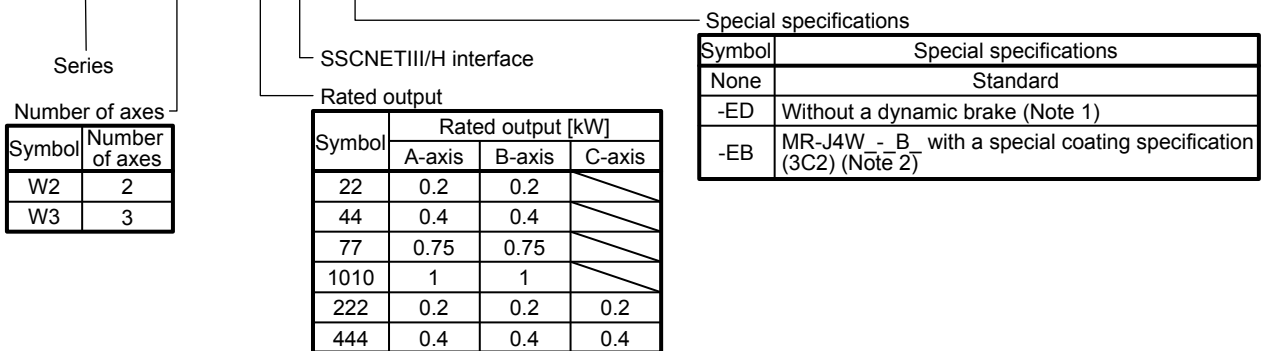 Special specifications
Symbol Special specifications
None Standard
-ED Without a dynamic brake (Note 1)
-EB MR-J4W_-_B_ with a special coating specification
(3C2) (Note 2)
SSCNETIII/H interface
Rated output
Symbol Rated output [kW]
A-axis B-axis C-axis
22 0.2 0.2
44 0.4 0.4
77 0.75 0.75
1010 1 1
222 0.2 0.2 0.2
444 0.4 0.4 0.4
Series
Number of axes
Symbol Number
of axes
W2 2
W3 3